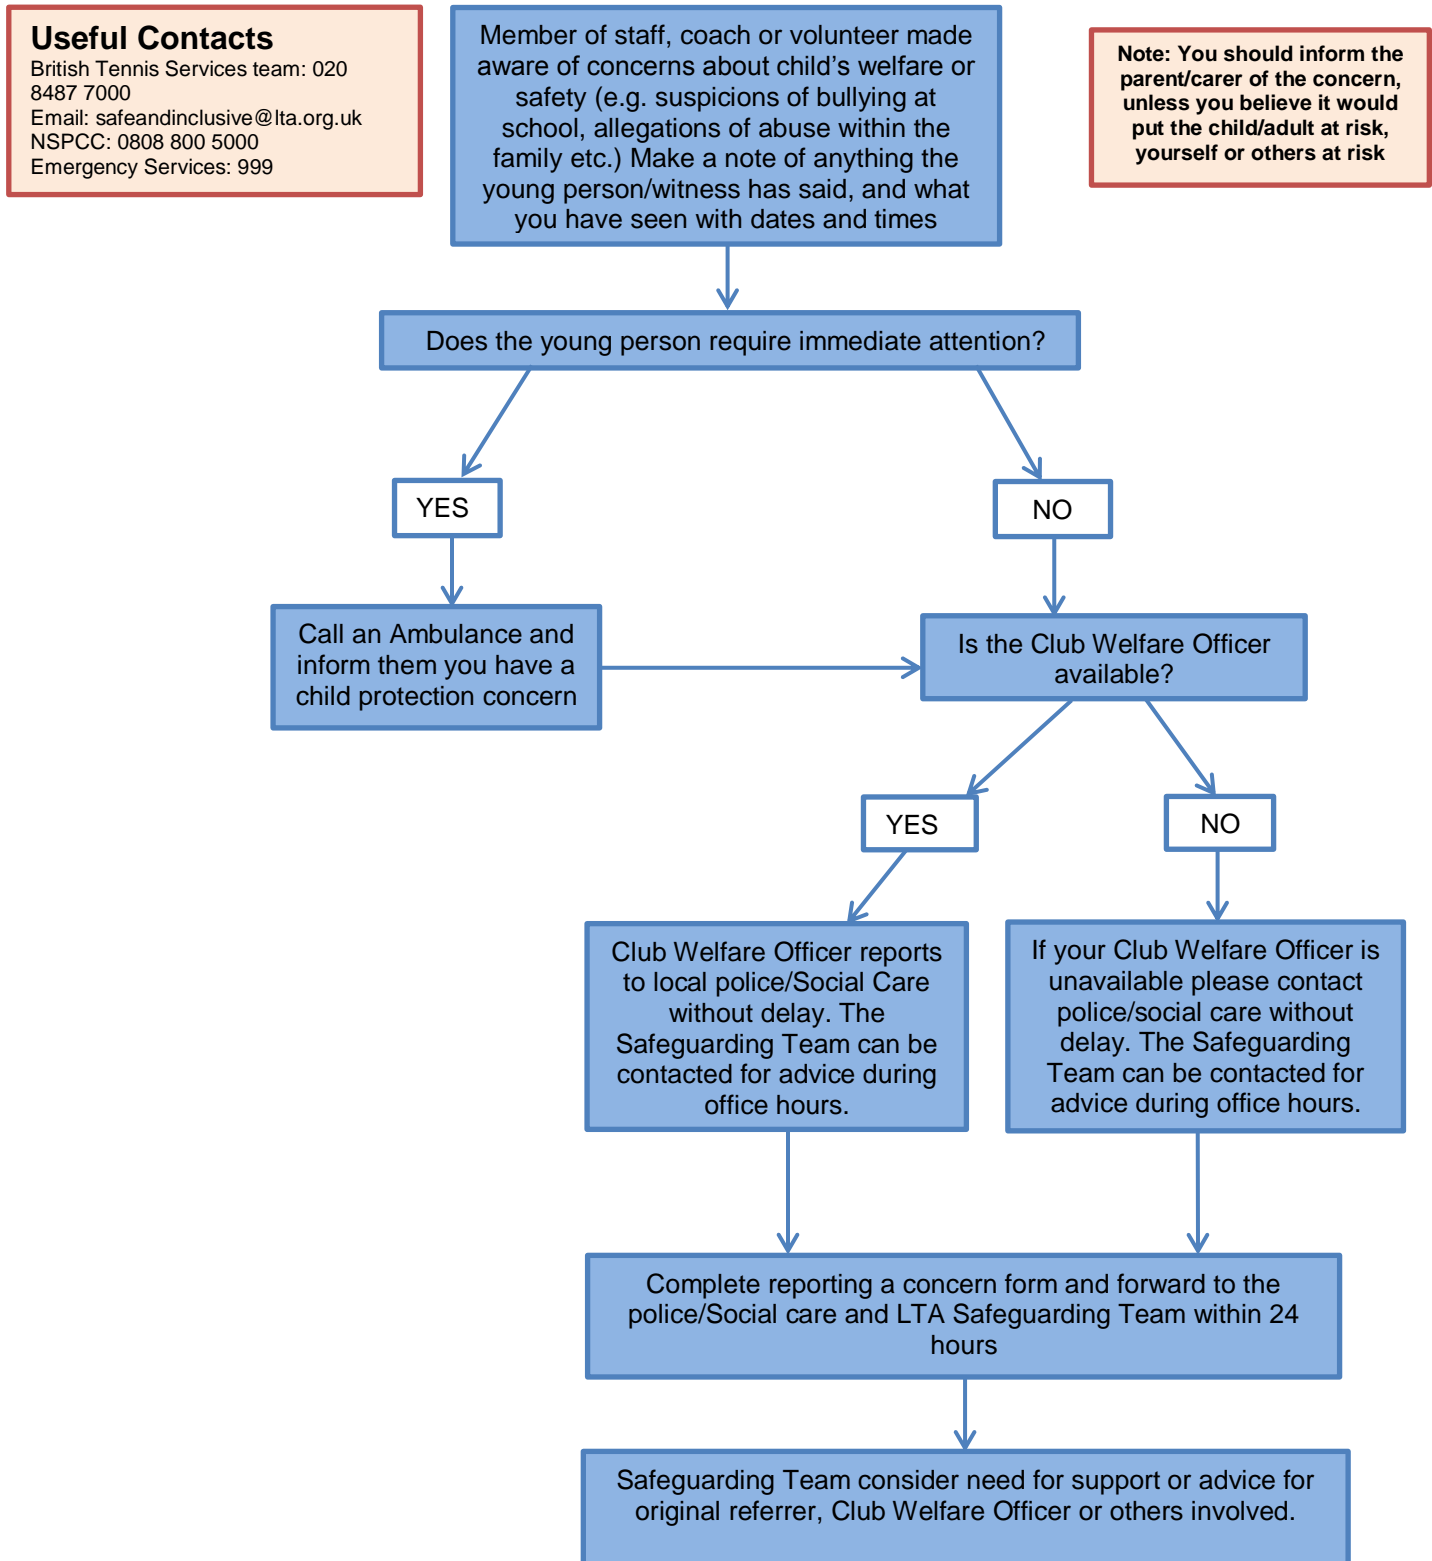 Useful Contacts
British Tennis Services team: 020
8487 7000
Email: safeandinclusive@lta.org.uk
NSPCC: 0808 800 5000
Emergency Services: 999
Member of staff, coach or volunteer made
aware of concerns about child's welfare or
safety (e.g. suspicions of bullying at
school, allegations of abuse within the
family etc.) Make a note of anything the
young person/witness has said, and what
you have seen with dates and times
Note: You should inform the
parent/carer of the concern,
unless you believe it would
put the child/adult at risk,
yourself or others at risk
Does the young person require immediate attention?
YES
NO
Call an Ambulance and
inform them you have a
child protection concern
Is the Club Welfare Officer
available?
YES
NO
Club Welfare Officer reports
to local police/Social Care
without delay. The
Safeguarding Team can be
contacted for advice during
office hours.
If your Club Welfare Officer is
unavailable please contact
police/social care without
delay. The Safeguarding
Team can be contacted for
advice during office hours.
Complete reporting a concern form and forward to the
police/Social care and LTA Safeguarding Team within 24
hours
Safeguarding Team consider need for support or advice for
original referrer, Club Welfare Officer or others involved.